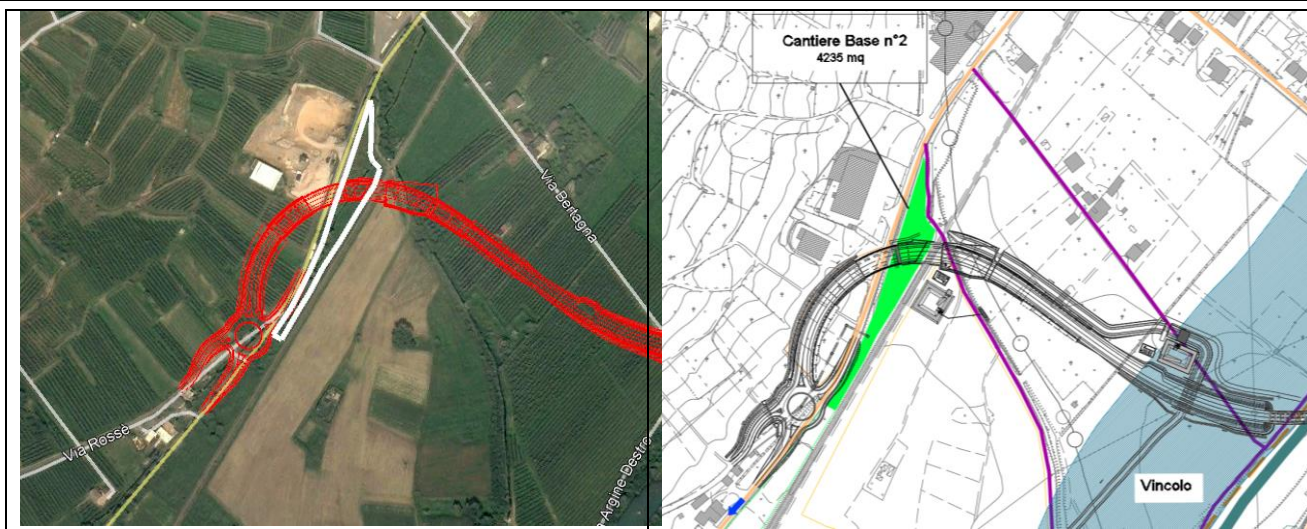 Via Bertagna
Via Rossè
Argine Destro
Cantiere Base n°2
4235 mq
Vincolo